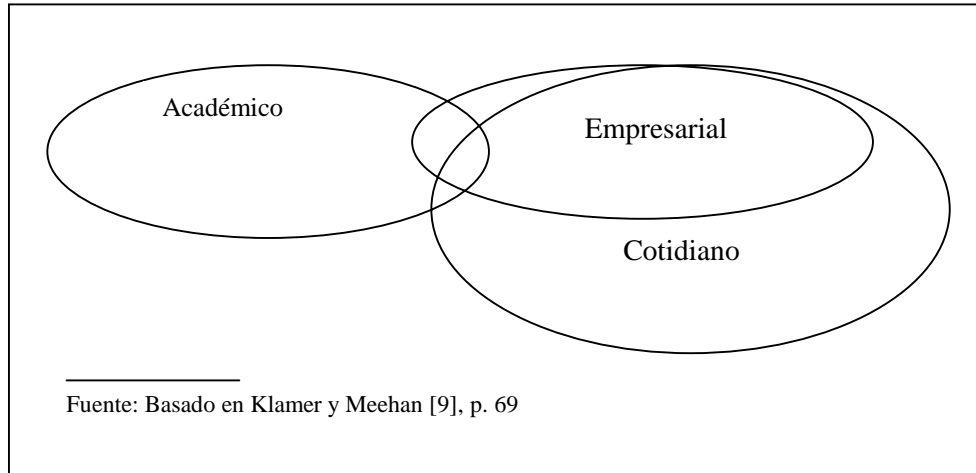 Académico
Empresarial
Cotidiano
Fuente: Basado en Klamer y Meehan [9], p. 69